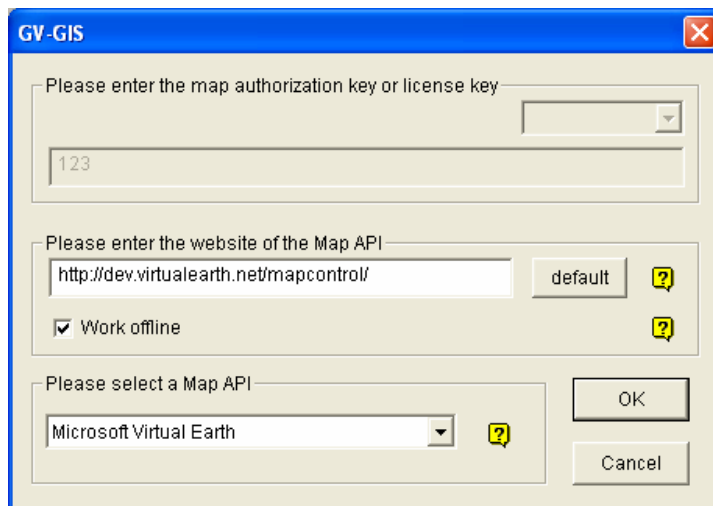 GV-GIS
Please enter the map authorization key or license key
123
Please enter the website of the Map API
http://dev.virtualearth.net/mapcontrol/
default
?
Work offline
?
Please select a Map API
Microsoft Virtual Earth
?
OK
Cancel